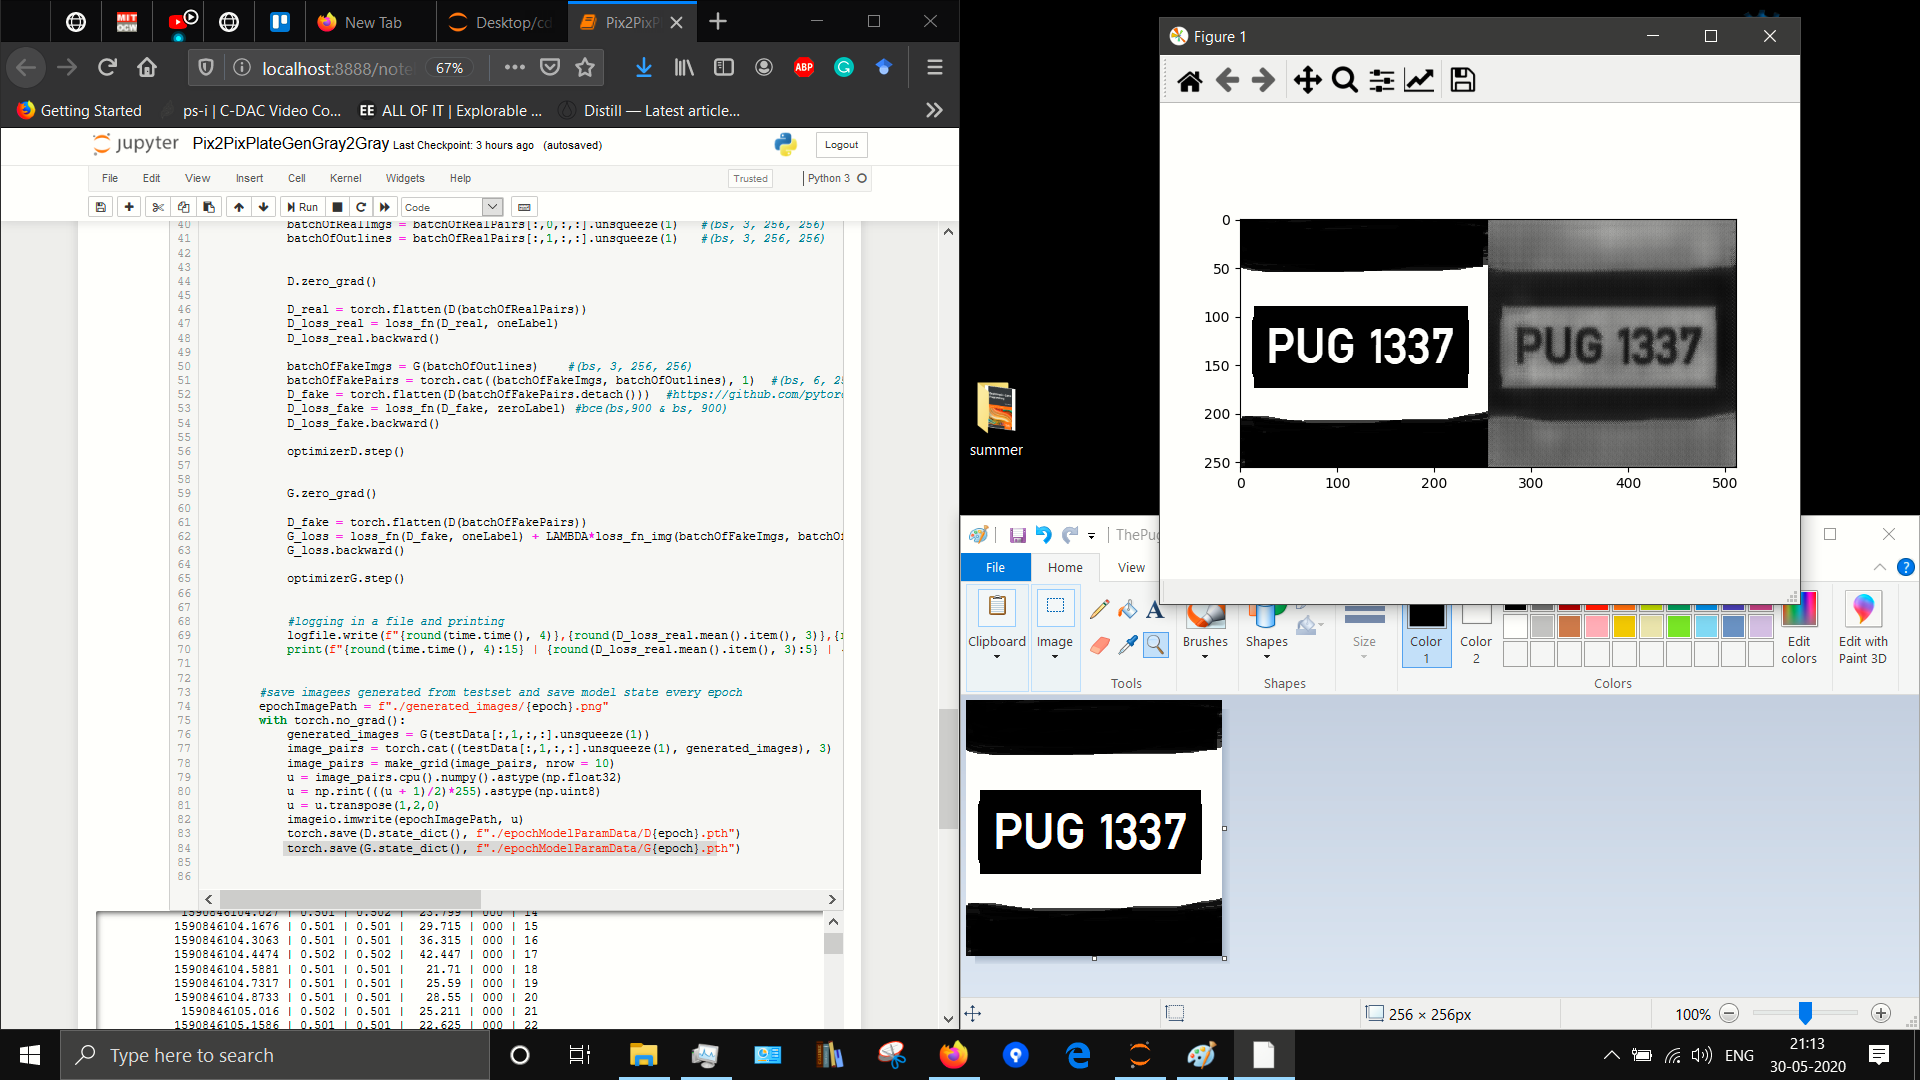 New Tab
Desktop/cd
Pix2PixP
localhost:8888/note
67%
ABP
Getting Started
ps-i | C-DAC Video Co...
EE ALL OF IT | Explorable ...
Distill — Latest article...
jupyter Pix2PixPlateGenGray2Gray Last Checkpoint: 3 hours ago (autosaved)
Logout
File Edit View Insert Cell Kernel Widgets Help
Trusted
Python 3
Run
Code
40 batchOfRealImgs = batchOfRealPairs[:,0,:,:].unsqueeze(1) #(bs, 3, 256, 256)
41 batchOfOutlines = batchOfRealPairs[:,1,:,:].unsqueeze(1) #(bs, 3, 256, 256)
42
43
44 D.zero_grad()
45
46 D_real = torch.flatten(D(batchOfRealPairs))
47 D_loss_real = loss_fn(D_real, oneLabel)
48 D_loss_real.backward()
49
50 batchOfFakeImgs = G(batchOfOutlines) #(bs, 3, 256, 256)
51 batchOfFakePairs = torch.cat((batchOfFakeImgs, batchOfOutlines), 1) #(bs, 6, 25
52 D_fake = torch.flatten(D(batchOfFakePairs.detach())) #https://github.com/pytor
53 D_loss_fake = loss_fn(D_fake, zeroLabel) #bce(bs,900 & bs, 900)
54 D_loss_fake.backward()
55
56 optimizerD.step()
57
58
59 G.zero_grad()
60
61 D_fake = torch.flatten(D(batchOfFakePairs))
62 G_loss = loss_fn(D_fake, oneLabel) + LAMBDA*loss_fn_img(batchOfFakeImgs, batchOf
63 G_loss.backward()
64
65 optimizerG.step()
66
67
68 #logging in a file and printing
69 logfile.write(f"{round(time.time(), 4)},{round(D_loss_real.mean().item(), 3)},{r
70 print(f"{round(time.time(), 4):15} | {round(D_loss_real.mean().item(), 3):5} |
71
72
73 #save imagees generated from testset and save model state every epoch
74 epochImagePath = f"./generated_images/{epoch}.png"
75 with torch.no_grad():
76 generated_images = G(testData[:,1,:,:].unsqueeze(1))
77 image_pairs = torch.cat((testData[:,1,:,:].unsqueeze(1), generated_images), 3)
78 image_pairs = make_grid(image_pairs, nrow = 10)
79 u = image_pairs.cpu().numpy().astype(np.float32)
80 u = np.rint(((u + 1)/2)*255).astype(np.uint8)
81 u = u.transpose(1,2,0)
82 imageio.imwrite(epochImagePath, u)
83 torch.save(D.state_dict(), f"./epochModelParamData/D{epoch}.pth")
84 torch.save(G.state_dict(), f"./epochModelParamData/G{epoch}.pth")
85
86
1590846104.027 | 0.501 | 0.502 | 23.799 | 000 | 14
1590846104.1676 | 0.501 | 0.501 | 29.715 | 000 | 15
1590846104.3063 | 0.501 | 0.501 | 36.315 | 000 | 16
1590846104.4474 | 0.502 | 0.502 | 42.447 | 000 | 17
1590846104.5881 | 0.501 | 0.501 | 21.71 | 000 | 18
1590846104.7317 | 0.501 | 0.501 | 25.59 | 000 | 19
1590846104.8733 | 0.501 | 0.501 | 28.55 | 000 | 20
1590846105.016 | 0.502 | 0.501 | 25.211 | 000 | 21
1590846105.1586 | 0.501 | 0.501 | 22.625 | 000 | 22
summer
Figure 1
0
50
100
150
200
250
PUG 1337
PUG 1337
0 100 200 300 400 500
ThePu
File Home View
Clipboard
Image
Tools
Brushes
Shapes
Shapes
Size
Color 1
Color 2
Edit colors
Edit with Paint 3D
Colors
PUG 1337
256 × 256px
100%
Type here to search
ENG
21:13
30-05-2020